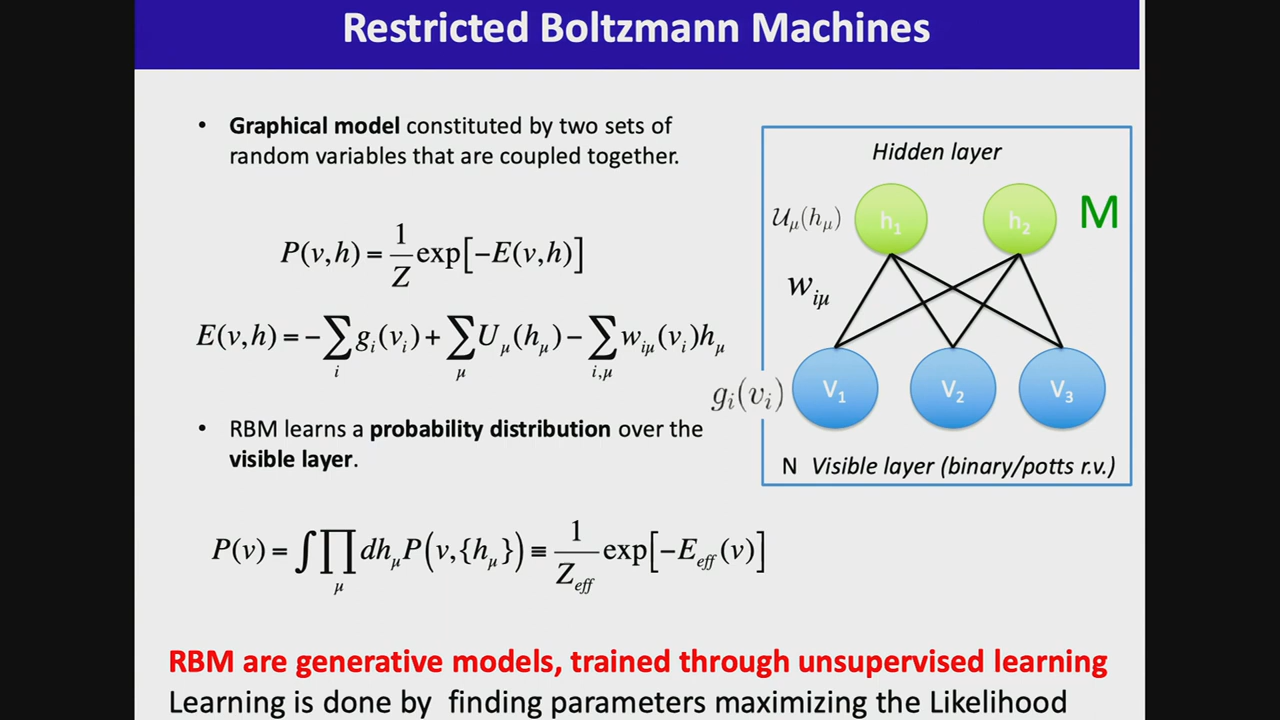 Restricted Boltzmann Machines
• Graphical model constituted by two sets of
random variables that are coupled together.
P(v,h) = 1/Z exp[−E(v,h)]
E(v,h) = −∑_i g_i(v_i) + ∑_μ U_μ(h_μ) − ∑_{i,μ} w_{iμ}(v_i)h_μ
• RBM learns a probability distribution over the
visible layer.
P(v) = ∫∏_μ dh_μ P(v,{h_μ}) ≡ 1/Z_eff exp[−E_eff(v)]
Hidden layer
𝒰_μ(h_μ) h₁ h₂ M
w_{iμ}
g_i(v_i) V₁ V₂ V₃
N Visible layer (binary/potts r.v.)
RBM are generative models, trained through unsupervised learning
Learning is done by finding parameters maximizing the Likelihood